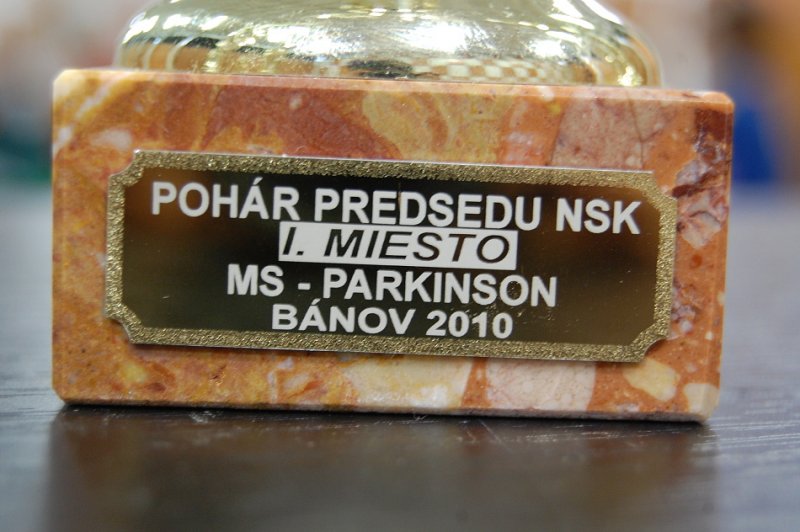 POHÁR PREDSEDU NSK
I. MIESTO
MS - PARKINSON
BÁNOV 2010